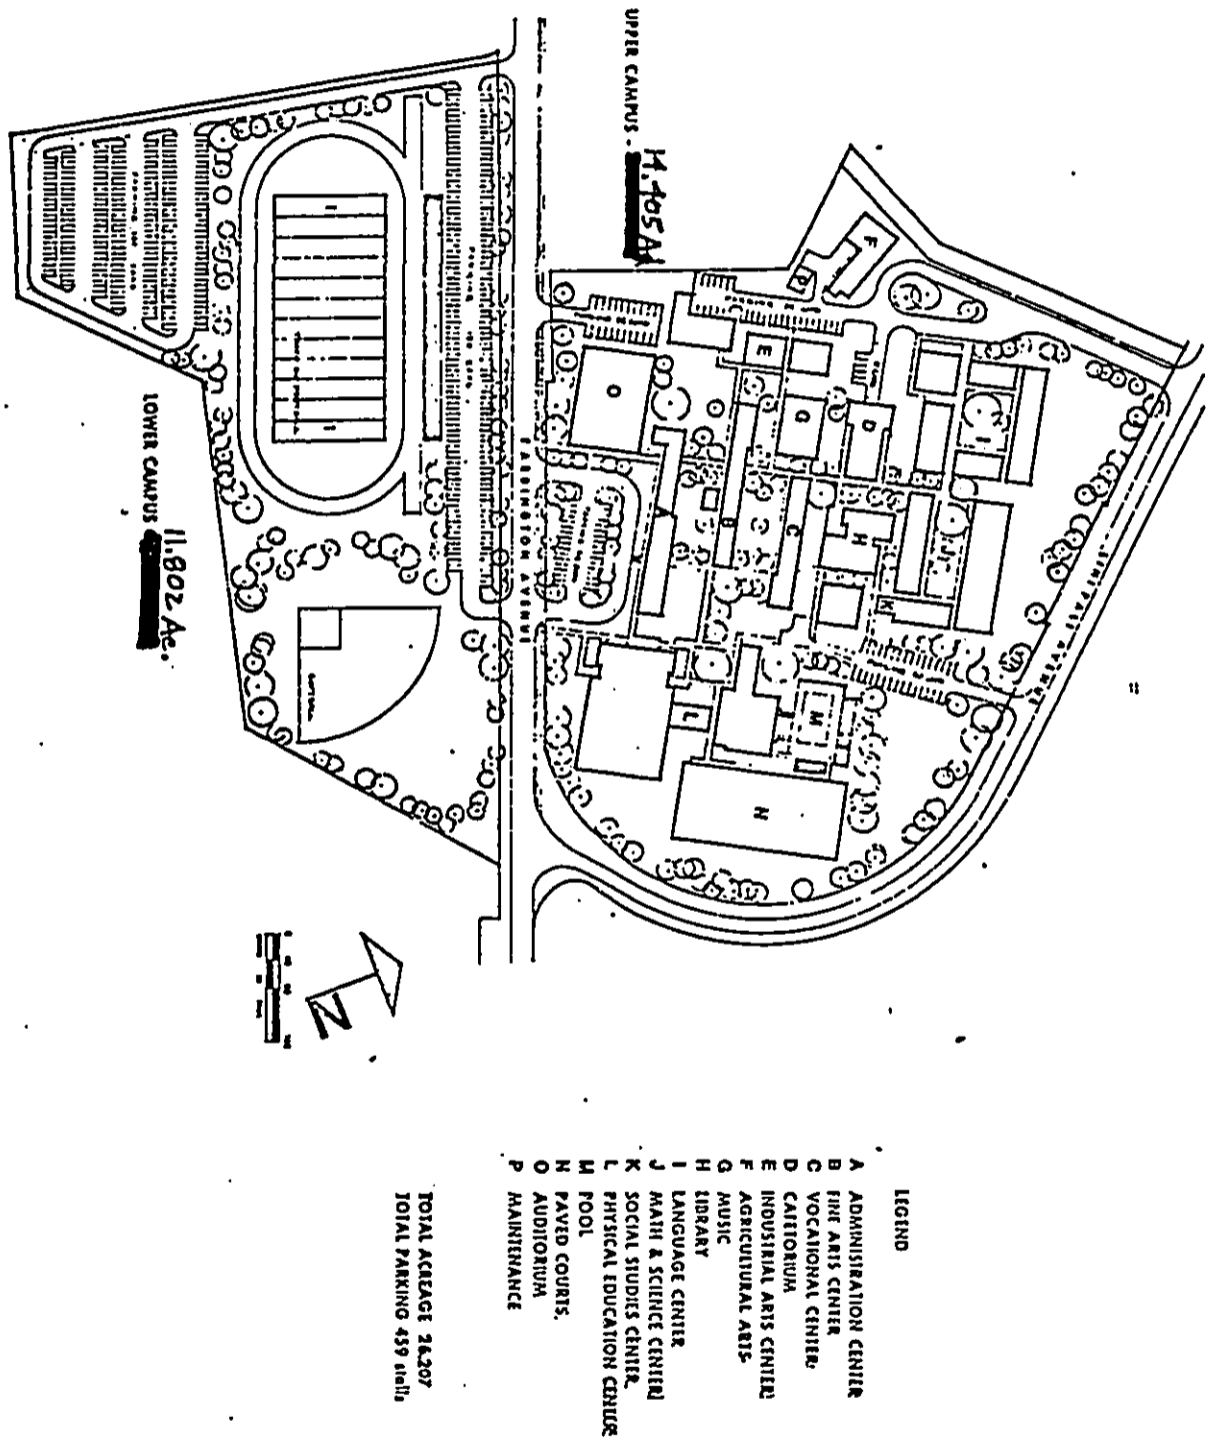 UPPER CAMPUS - 14.405 Ac
LOWER CAMPUS 11.802 Ac.
FARRINGTON AVENUE
F
P
E
O
G
D
I
A
B
C
H
J
K
L
M
N
SOFTBALL
N
LEGEND
A ADMINISTRATION CENTER
B FINE ARTS CENTER
C VOCATIONAL CENTER
D CAFETORIUM
E INDUSTRIAL ARTS CENTER
F AGRICULTURAL ARTS
G MUSIC
H LIBRARY
I LANGUAGE CENTER
J MATH & SCIENCE CENTER
K SOCIAL STUDIES CENTER
L PHYSICAL EDUCATION CENTER
M POOL
N PAVED COURTS
O AUDITORIUM
P MAINTENANCE
TOTAL ACREAGE 26.207
TOTAL PARKING 459 stalls